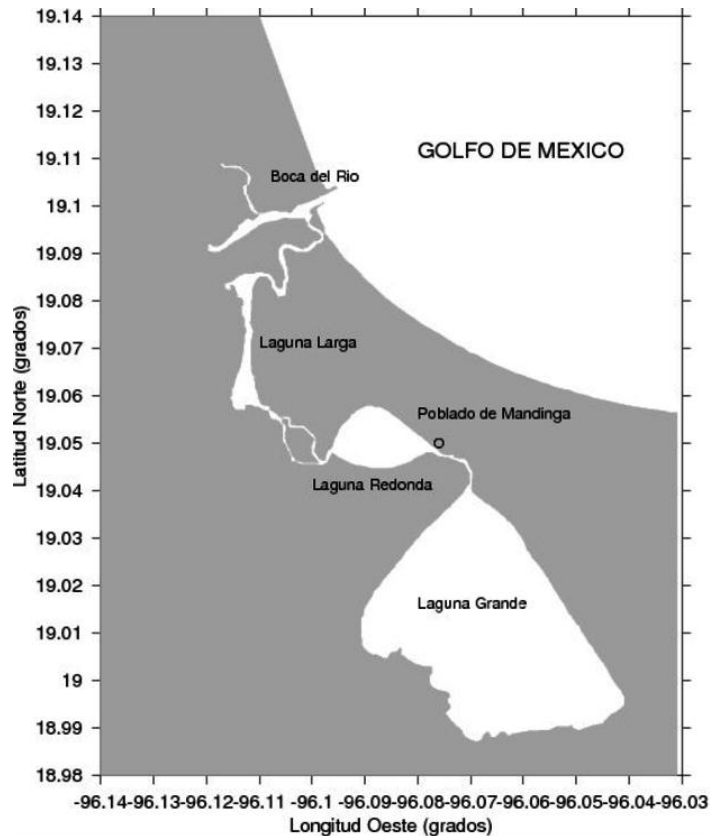 19.14
19.13
19.12
19.11
19.1
19.09
19.08
19.07
19.06
19.05
19.04
19.03
19.02
19.01
19
18.99
18.98
Latitud Norte (grados)
GOLFO DE MEXICO
Boca del Rio
Laguna Larga
Poblado de Mandinga
Laguna Redonda
Laguna Grande
-96.14-96.13-96.12-96.11 -96.1 -96.09-96.08-96.07-96.06-96.05-96.04-96.03
Longitud Oeste (grados)